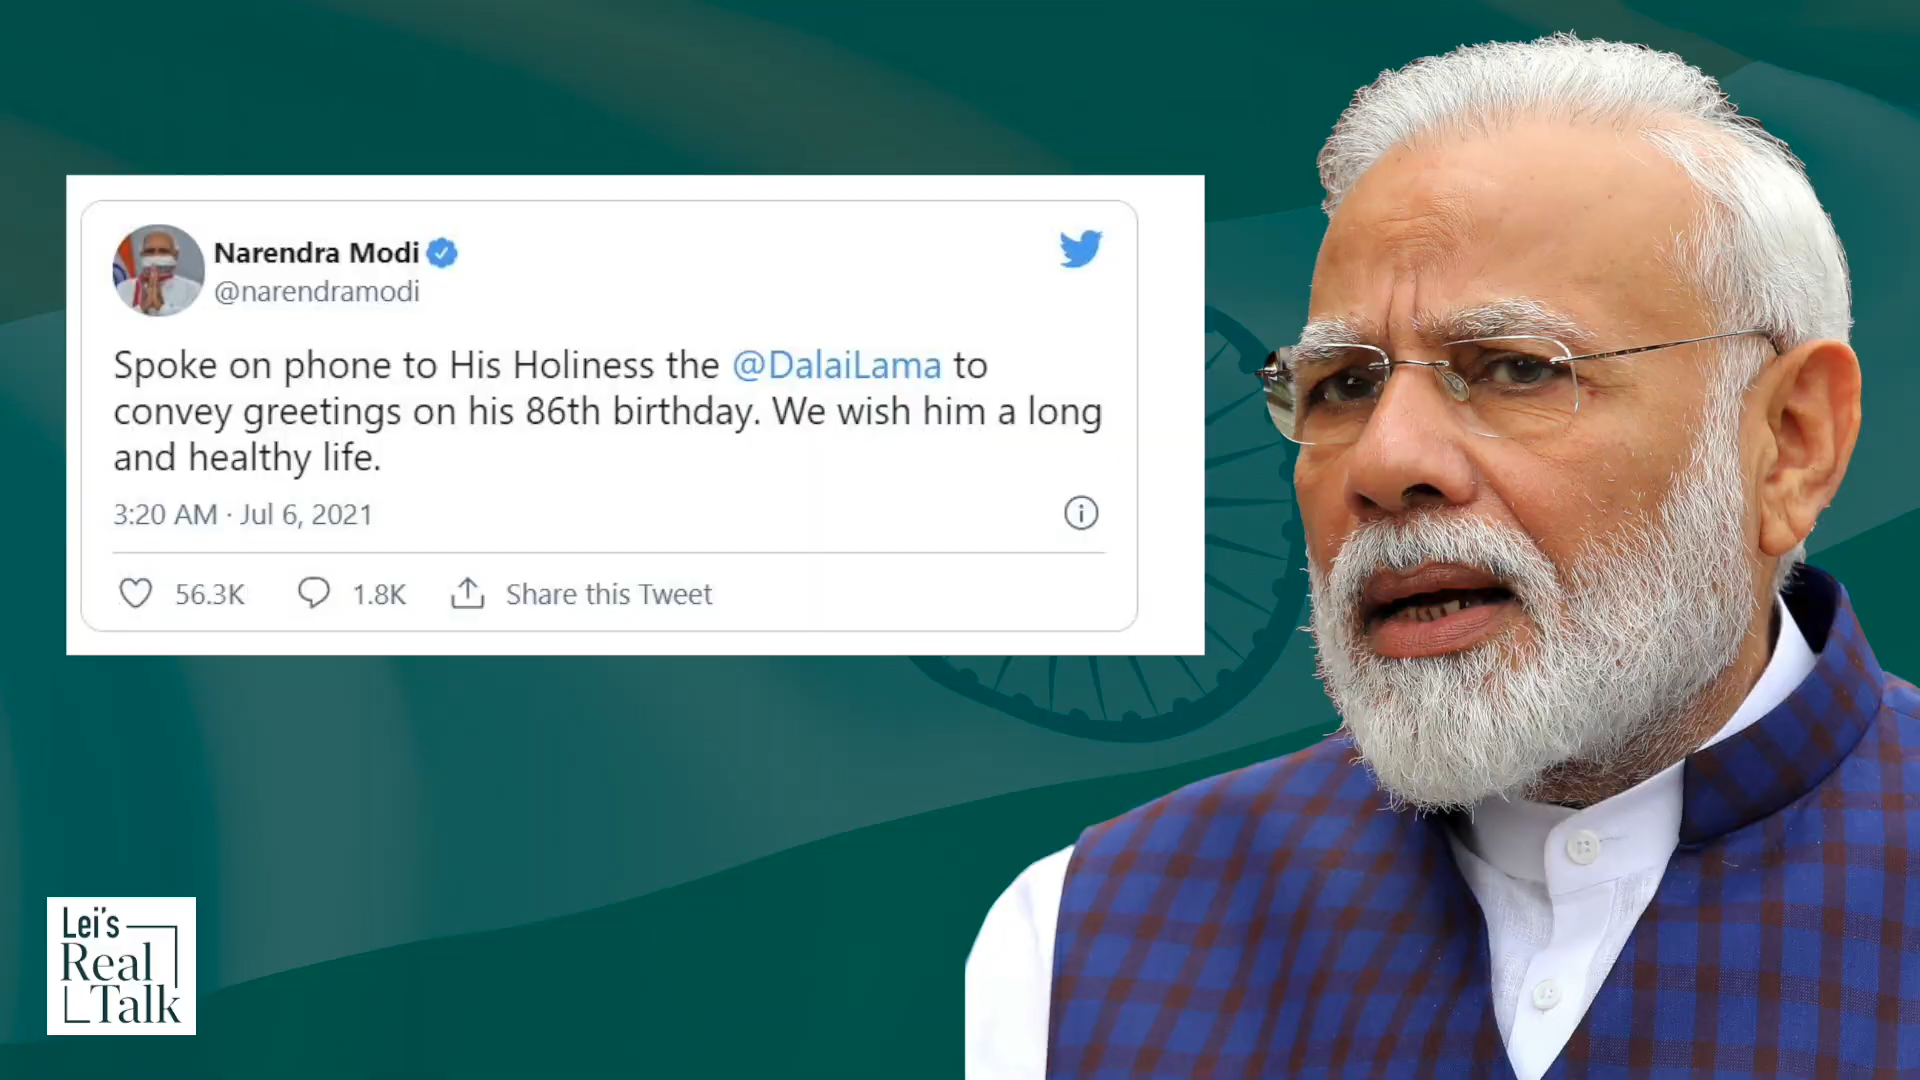 Narendra Modi
@narendramodi
Spoke on phone to His Holiness the @DalaiLama to
convey greetings on his 86th birthday. We wish him a long
and healthy life.
3:20 AM · Jul 6, 2021
56.3K 1.8K Share this Tweet
Lei's
Real
Talk